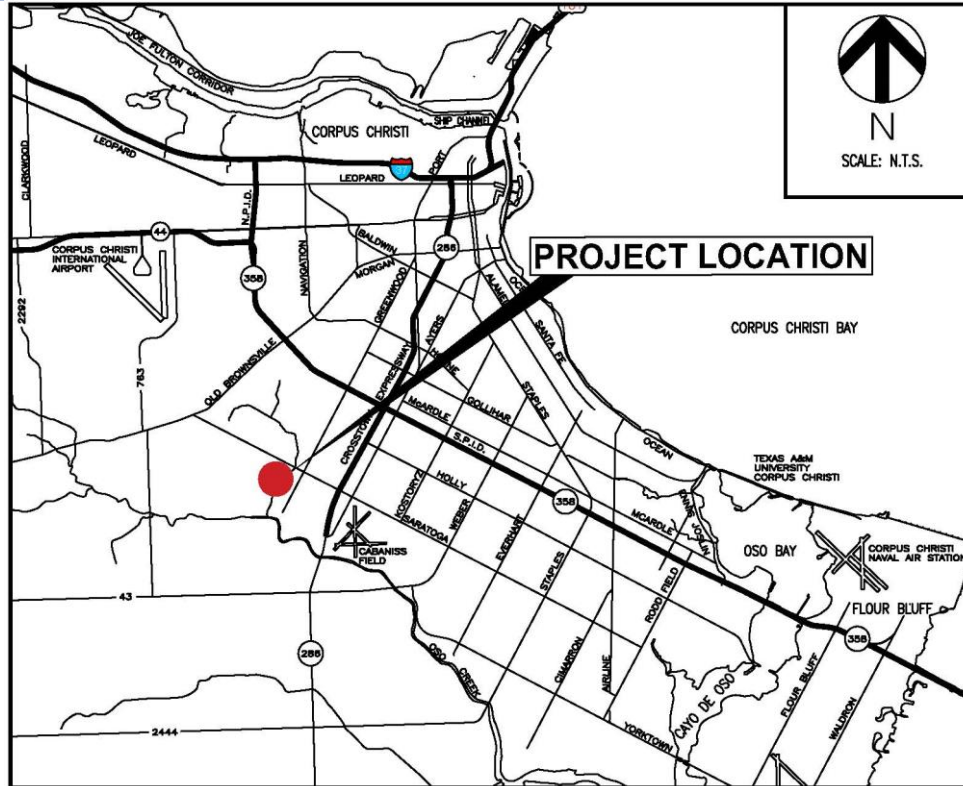 181
JOE FULTON CORRIDOR
SHIP CHANNEL
N
SCALE: N.T.S.
CORPUS CHRISTI
CLARKWOOD
LEOPARD
N.P.I.D.
LEOPARD
37
PORT
44
CORPUS CHRISTI
INTERNATIONAL
AIRPORT
358
NAVIGATION
BALDWIN
MORGAN
GREENWOOD
286
PROJECT LOCATION
ALAMEDA
OCEAN
SANTA FE
CORPUS CHRISTI BAY
2292
763
OLD BROWNSVILLE
CROSSTOWN EXPRESSWAY
AYERS
McARDLE
GOLLIHAR
STAPLES
S.P.I.D.
OCEAN
TEXAS A&M
UNIVERSITY
CORPUS CHRISTI
KOSTORYZ
HOLLY
WEBER
SARATOGA
EVERHART
STAPLES
358
MCARDLE
ENNIS JOSLIN
OSO BAY
CORPUS CHRISTI
NAVAL AIR STATION
FLOUR BLUFF
CABANISS
FIELD
43
286
OSO
CREEK
CIMARRON
AIRLINE
RODD FIELD
CAYO DE OSO
358
FLOUR BLUFF
WALDRON
2444
YORKTOWN